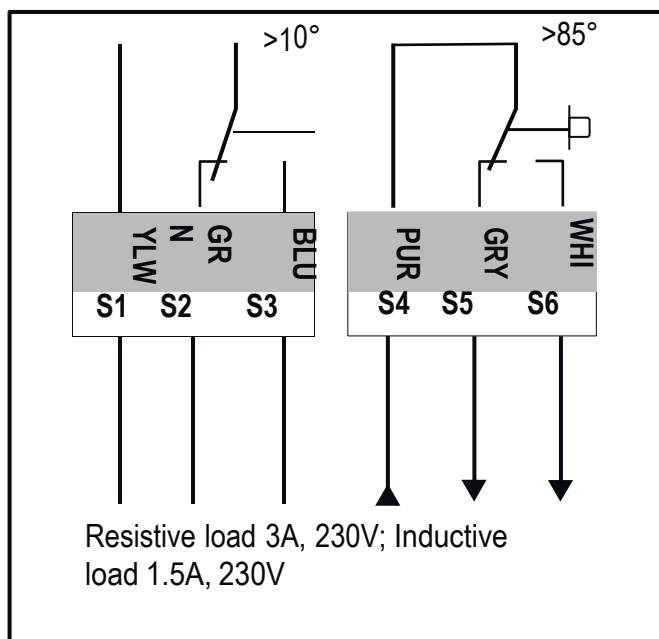 >10°
>85°
YLW
N
GR
BLU
PUR
GRY
WHI
S1 S2 S3
S4 S5 S6
Resistive load 3A, 230V; Inductive
load 1.5A, 230V